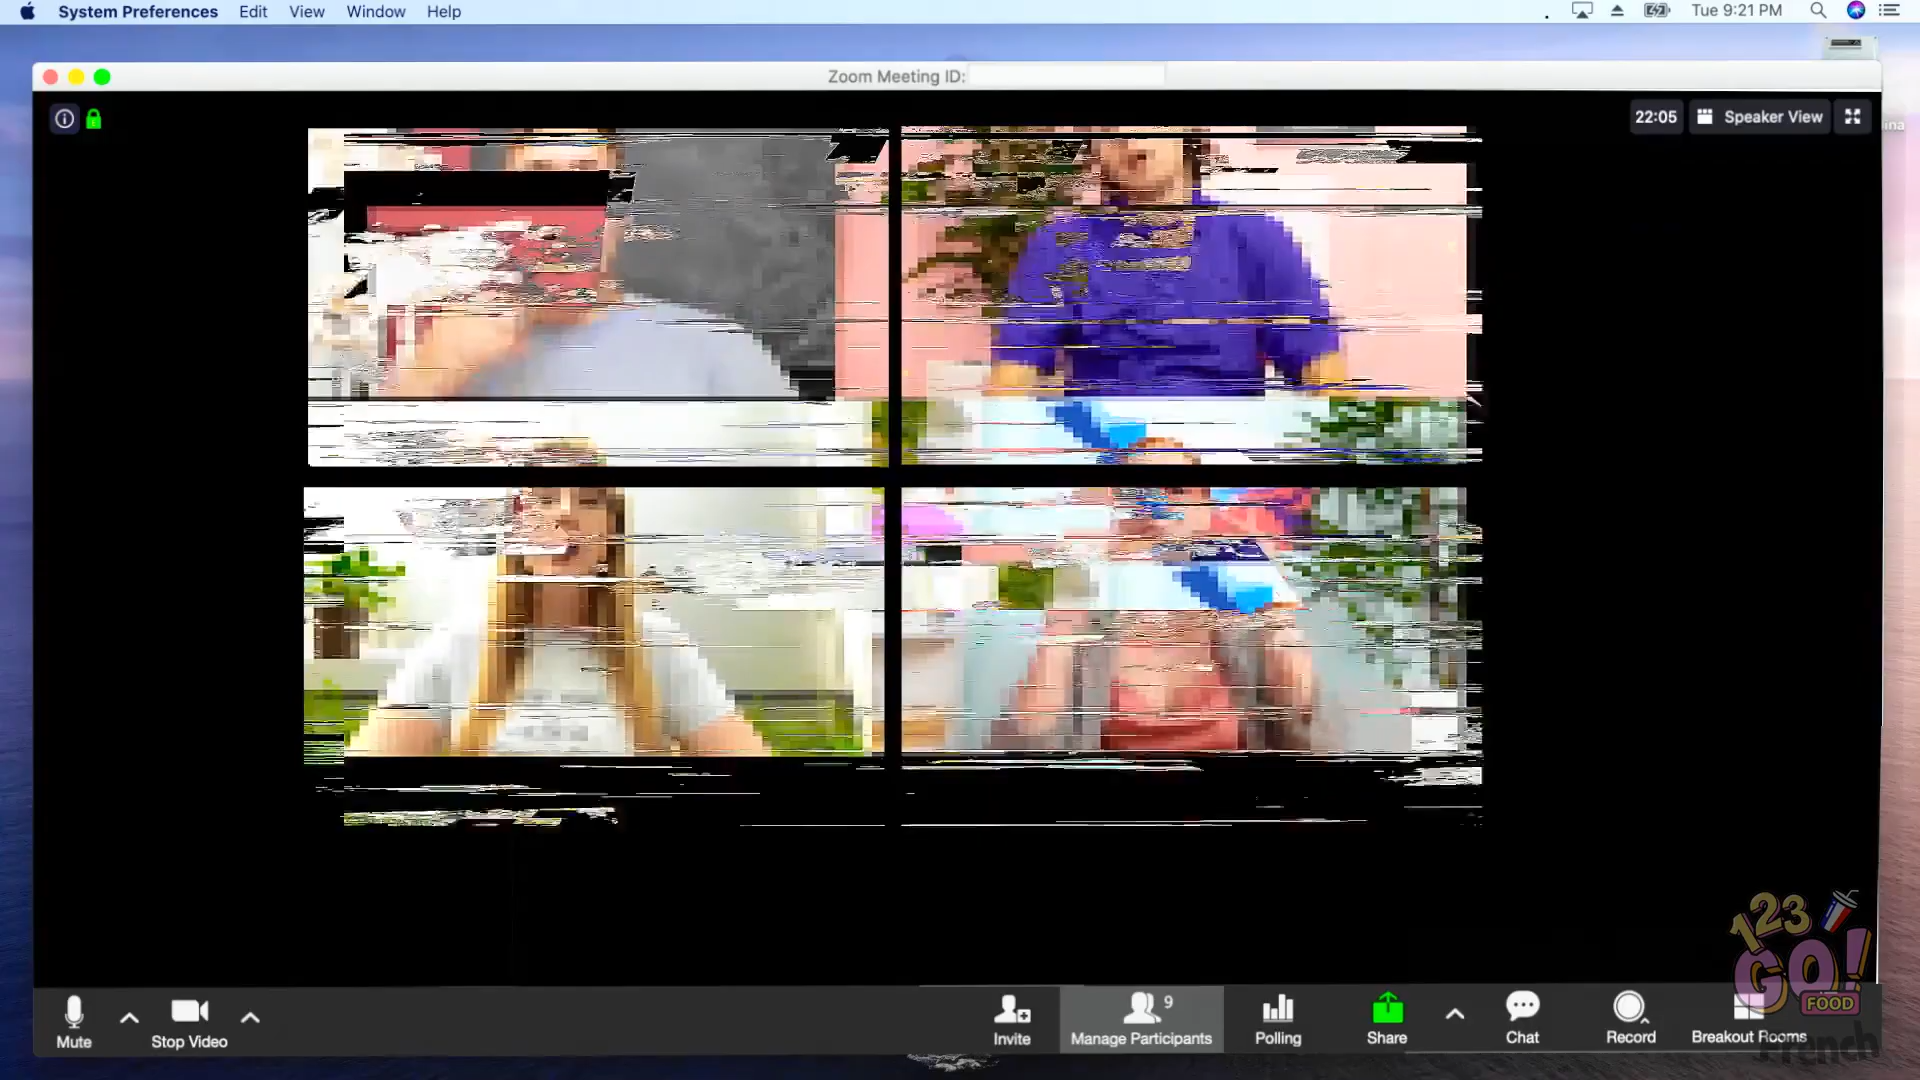 System Preferences Edit View Window Help
Tue 9:21 PM
Zoom Meeting ID:
22:05
Speaker View
Mute
Stop Video
Invite
9
Manage Participants
Polling
Share
Chat
Record
Breakout Rooms
123
GO!
FOOD
French